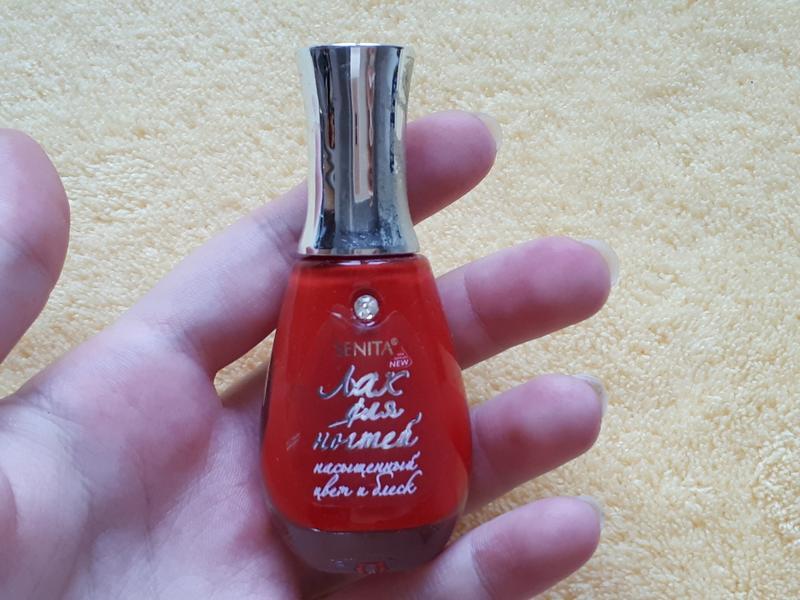 SENITA®
NEW
Лак
для
ногтей
насыщенный
цвет и блеск